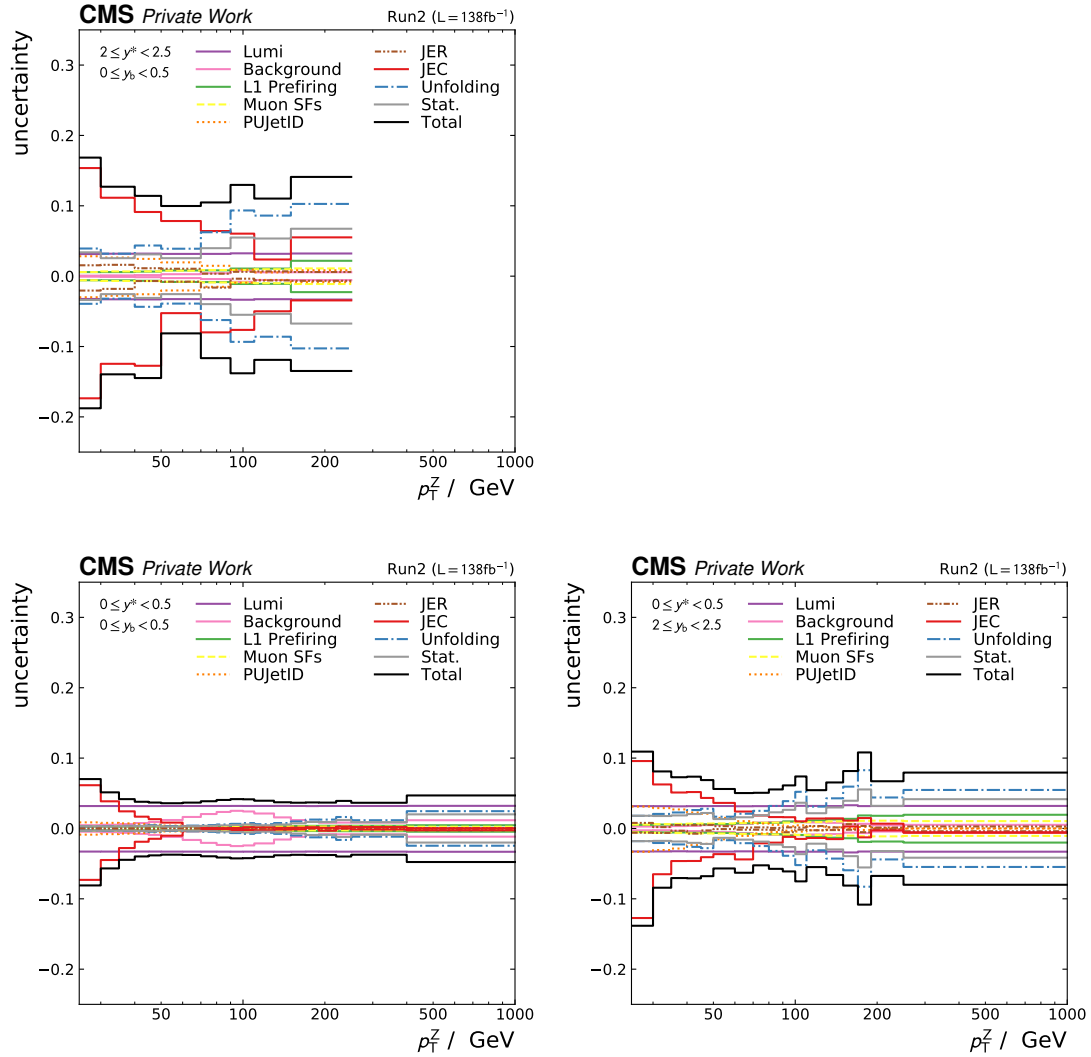 CMS Private Work Run2 (L = 138fb⁻¹)
2 ≤ y* < 2.5
0 ≤ y_b < 0.5
Lumi
Background
L1 Prefiring
Muon SFs
PUJetID
JER
JEC
Unfolding
Stat.
Total
uncertainty
0.3
0.2
0.1
0.0
−0.1
−0.2
50 100 200 500 1000
p_T^Z / GeV
CMS Private Work Run2 (L = 138fb⁻¹)
0 ≤ y* < 0.5
0 ≤ y_b < 0.5
Lumi
Background
L1 Prefiring
Muon SFs
PUJetID
JER
JEC
Unfolding
Stat.
Total
uncertainty
0.3
0.2
0.1
0.0
−0.1
−0.2
50 100 200 500 1000
p_T^Z / GeV
CMS Private Work Run2 (L = 138fb⁻¹)
0 ≤ y* < 0.5
2 ≤ y_b < 2.5
Lumi
Background
L1 Prefiring
Muon SFs
PUJetID
JER
JEC
Unfolding
Stat.
Total
uncertainty
0.3
0.2
0.1
0.0
−0.1
−0.2
50 100 200 500 1000
p_T^Z / GeV